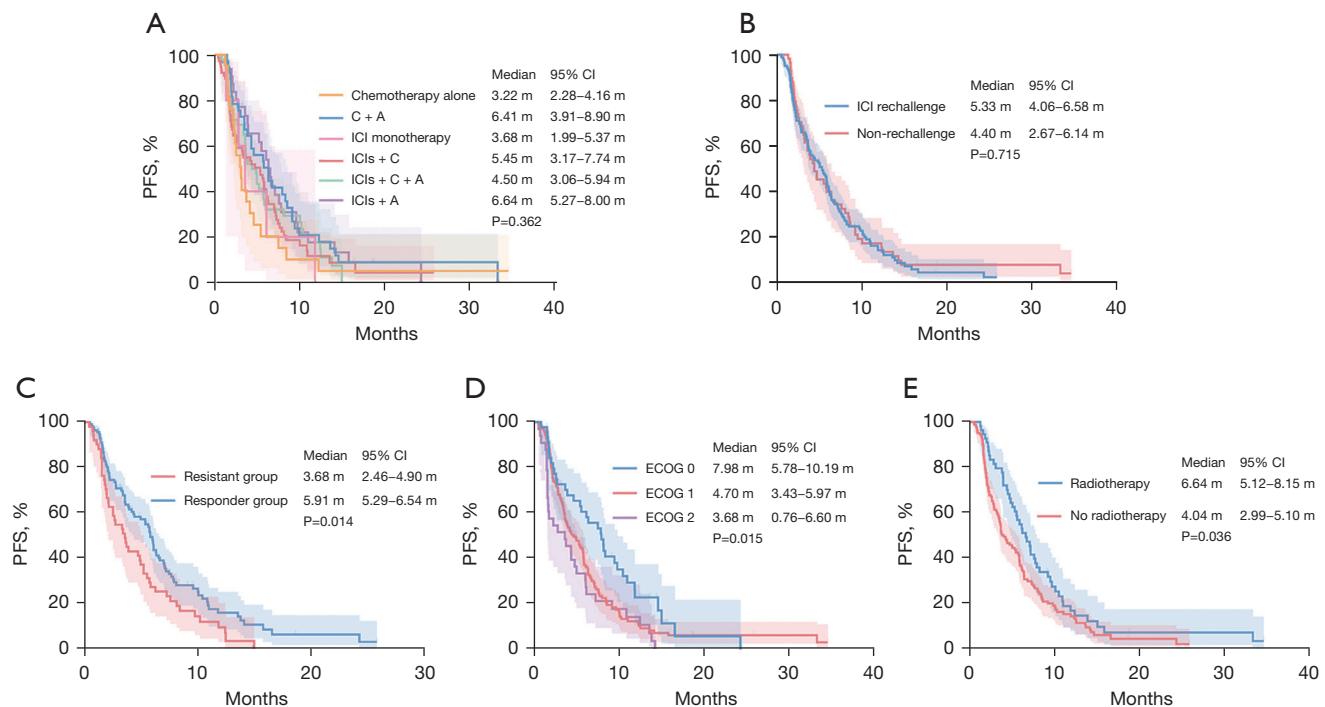 A
PFS, %
100
80
60
40
20
0
Median 95% CI
Chemotherapy alone 3.22 m 2.28–4.16 m
C + A 6.41 m 3.91–8.90 m
ICI monotherapy 3.68 m 1.99–5.37 m
ICIs + C 5.45 m 3.17–7.74 m
ICIs + C + A 4.50 m 3.06–5.94 m
ICIs + A 6.64 m 5.27–8.00 m
P=0.362
0 10 20 30 40
Months
B
PFS, %
100
80
60
40
20
0
Median 95% CI
ICI rechallenge 5.33 m 4.06–6.58 m
Non-rechallenge 4.40 m 2.67–6.14 m
P=0.715
0 10 20 30 40
Months
C
PFS, %
100
80
60
40
20
0
Median 95% CI
Resistant group 3.68 m 2.46–4.90 m
Responder group 5.91 m 5.29–6.54 m
P=0.014
0 10 20 30
Months
D
PFS, %
100
80
60
40
20
0
Median 95% CI
ECOG 0 7.98 m 5.78–10.19 m
ECOG 1 4.70 m 3.43–5.97 m
ECOG 2 3.68 m 0.76–6.60 m
P=0.015
0 10 20 30 40
Months
E
PFS, %
100
80
60
40
20
0
Median 95% CI
Radiotherapy 6.64 m 5.12–8.15 m
No radiotherapy 4.04 m 2.99–5.10 m
P=0.036
0 10 20 30 40
Months